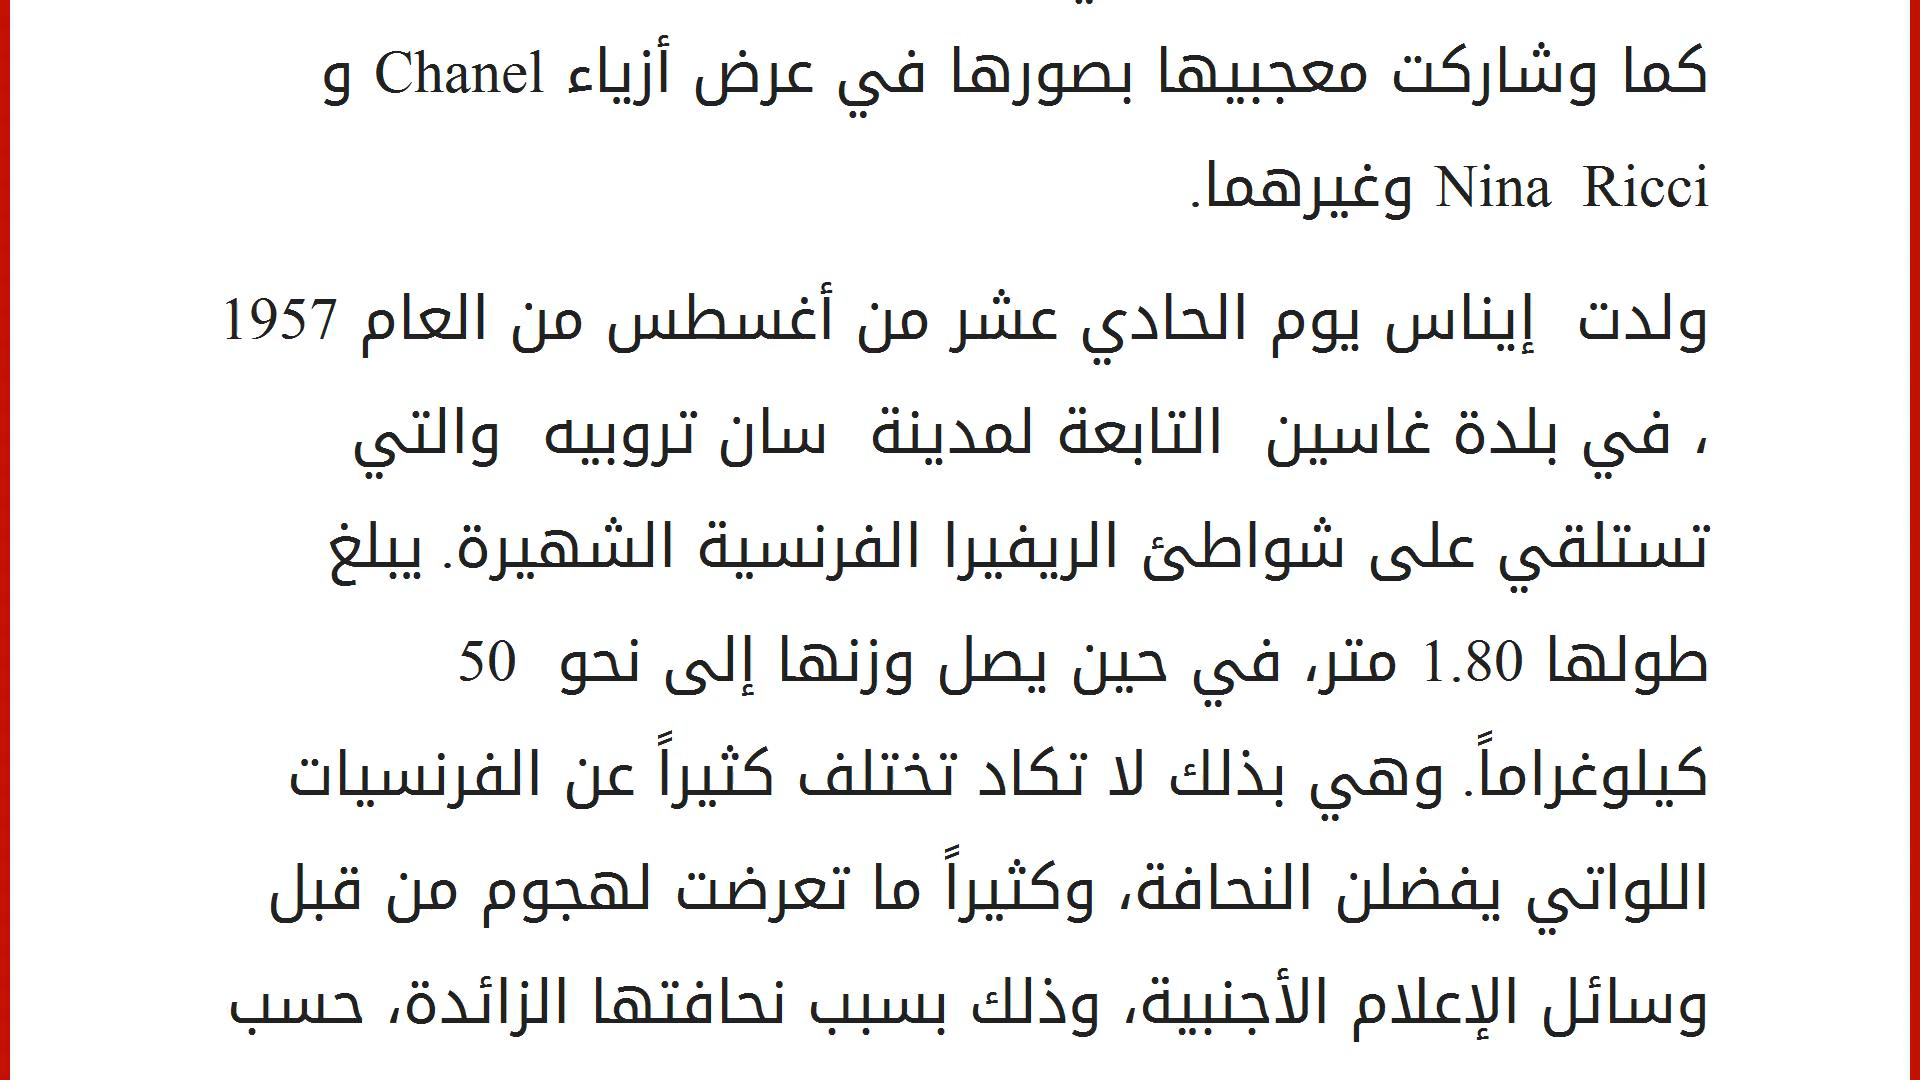 كما وشاركت معجبيها بصورها في عرض أزياء Chanel و
Nina Ricci وغيرهما.
ولدت إيناس يوم الحادي عشر من أغسطس من العام 1957
، في بلدة غاسين التابعة لمدينة سان تروبيه والتي
تستلقي على شواطئ الريفيرا الفرنسية الشهيرة. يبلغ
طولها 1.80 متر، في حين يصل وزنها إلى نحو 50
كيلوغراماً. وهي بذلك لا تكاد تختلف كثيراً عن الفرنسيات
اللواتي يفضلن النحافة، وكثيراً ما تعرضت لهجوم من قبل
وسائل الإعلام الأجنبية، وذلك بسبب نحافتها الزائدة، حسب